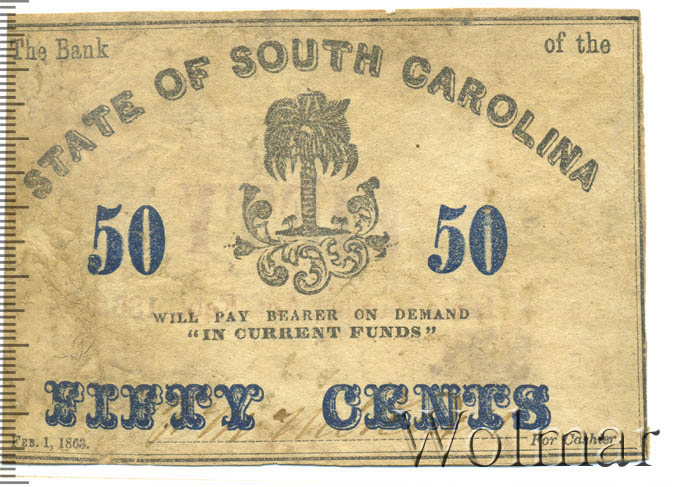 The Bank of the
STATE OF SOUTH CAROLINA
50 50
WILL PAY BEARER ON DEMAND
"IN CURRENT FUNDS"
FIFTY CENTS
FEB. 1, 1863. For Cashier.
Wolmar